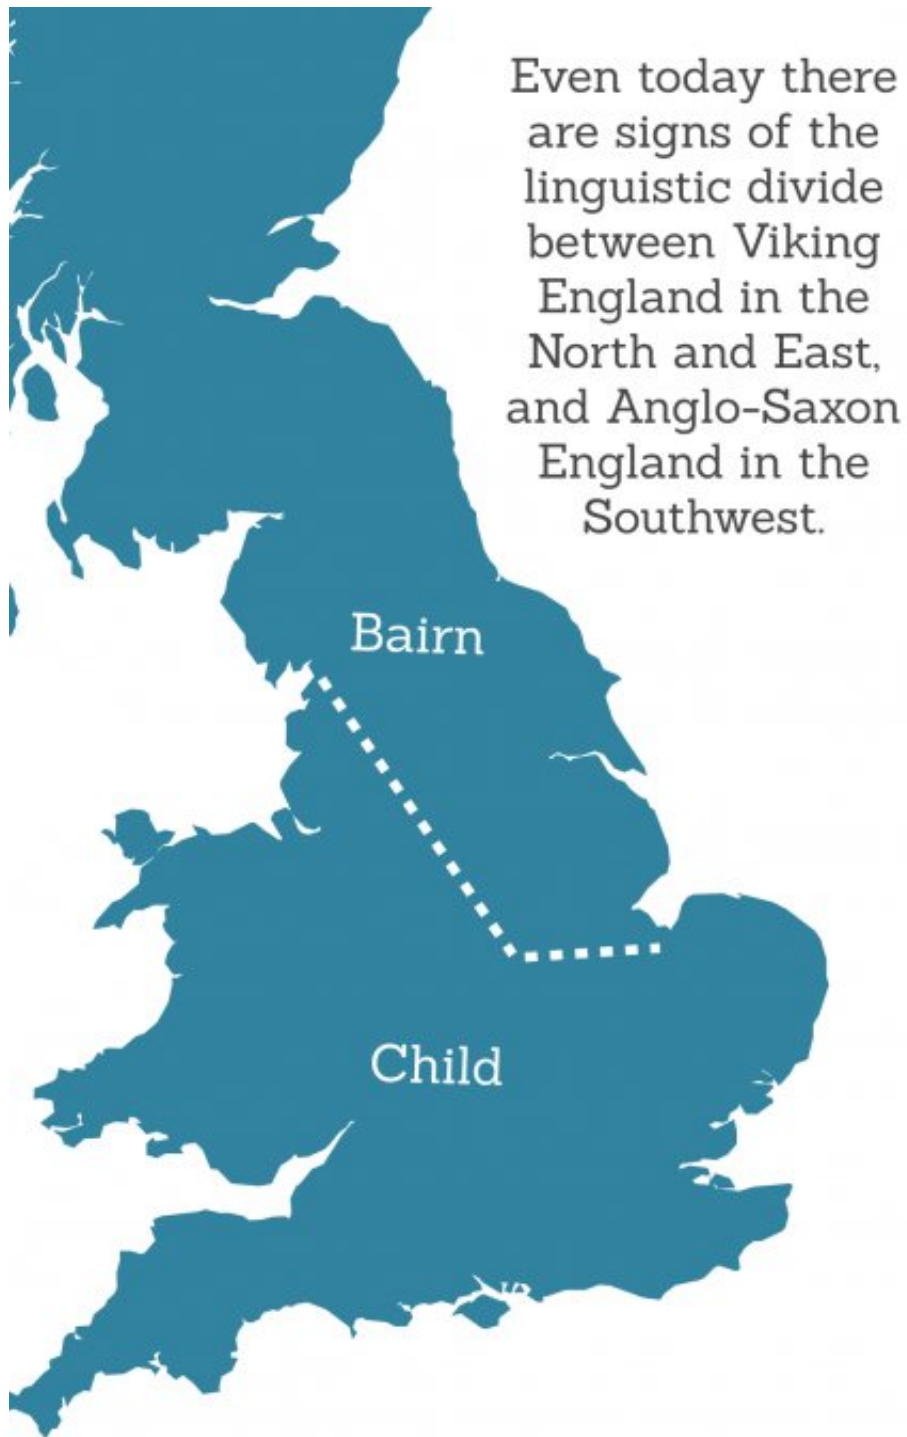 Even today there
are signs of the
linguistic divide
between Viking
England in the
North and East,
and Anglo-Saxon
England in the
Southwest.
Bairn
Child